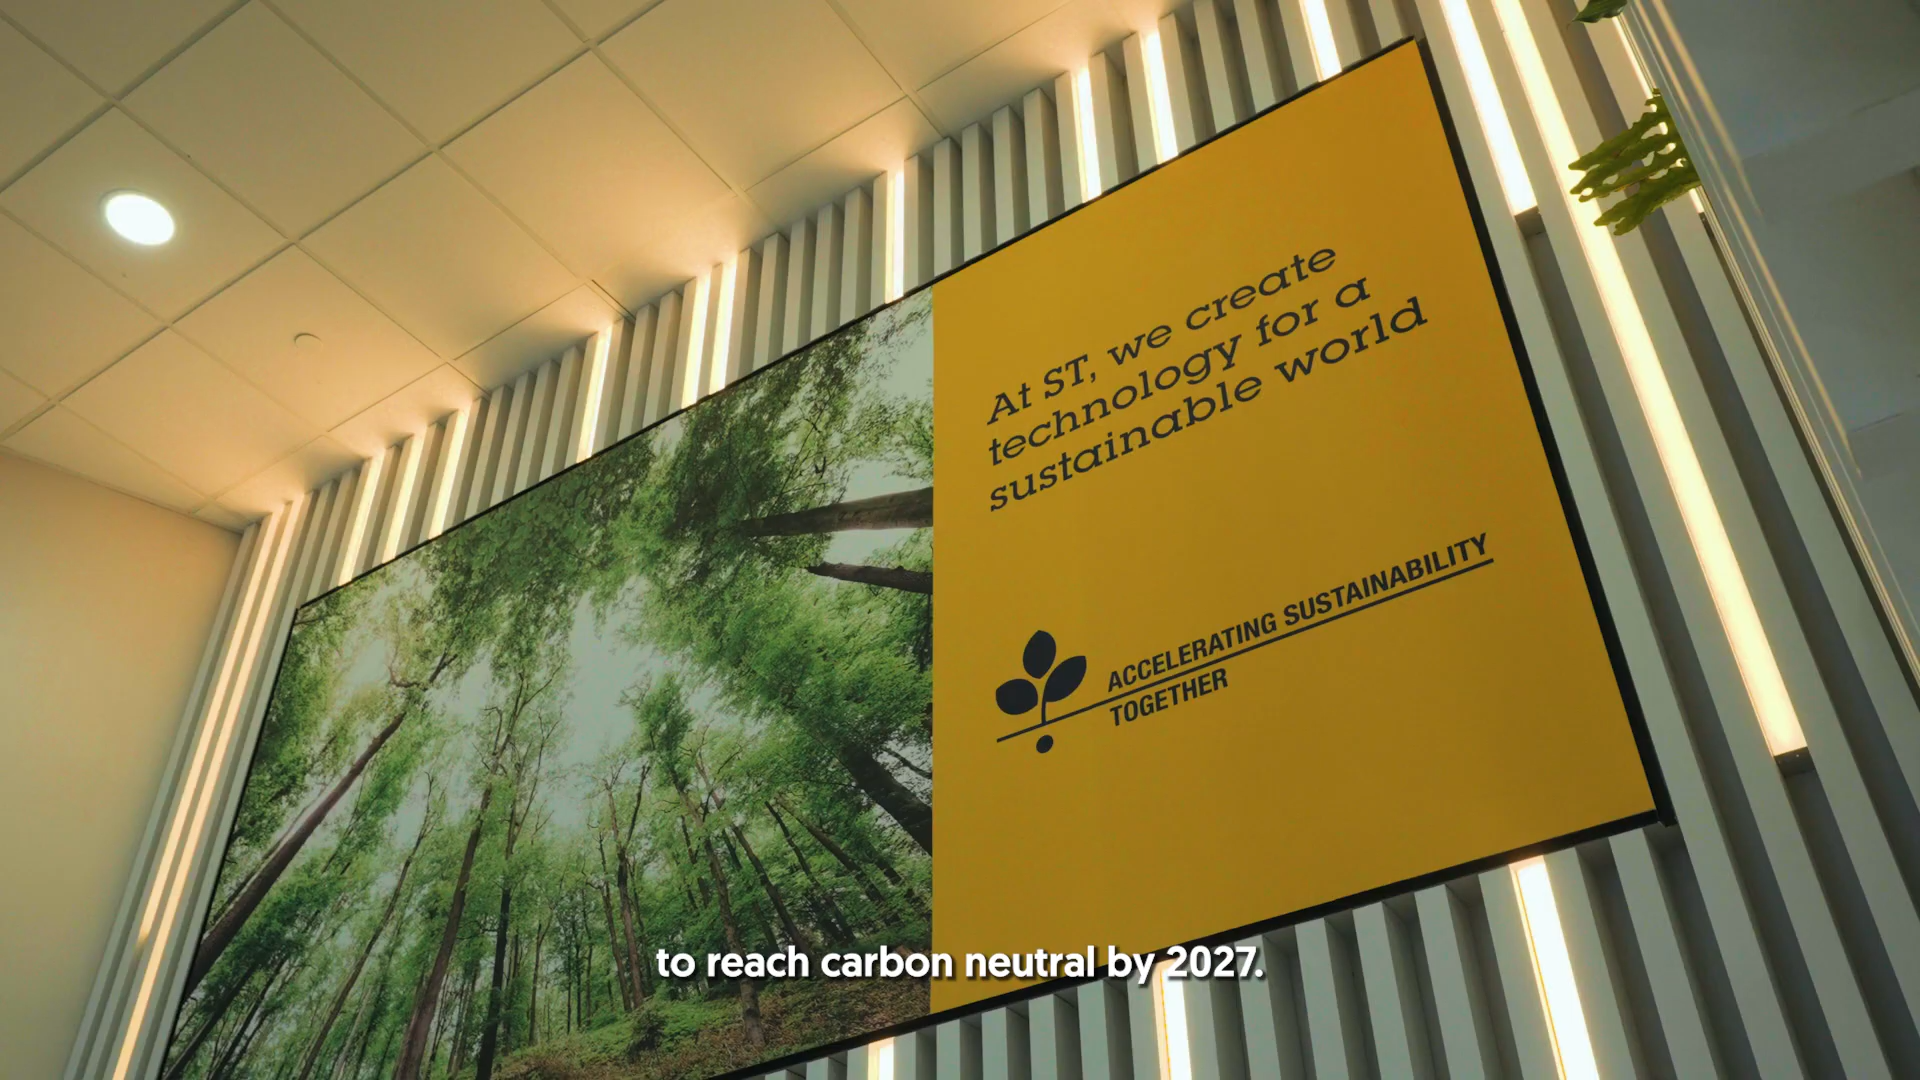 At ST, we create
technology for a
sustainable world
ACCELERATING SUSTAINABILITY
TOGETHER
to reach carbon neutral by 2027.